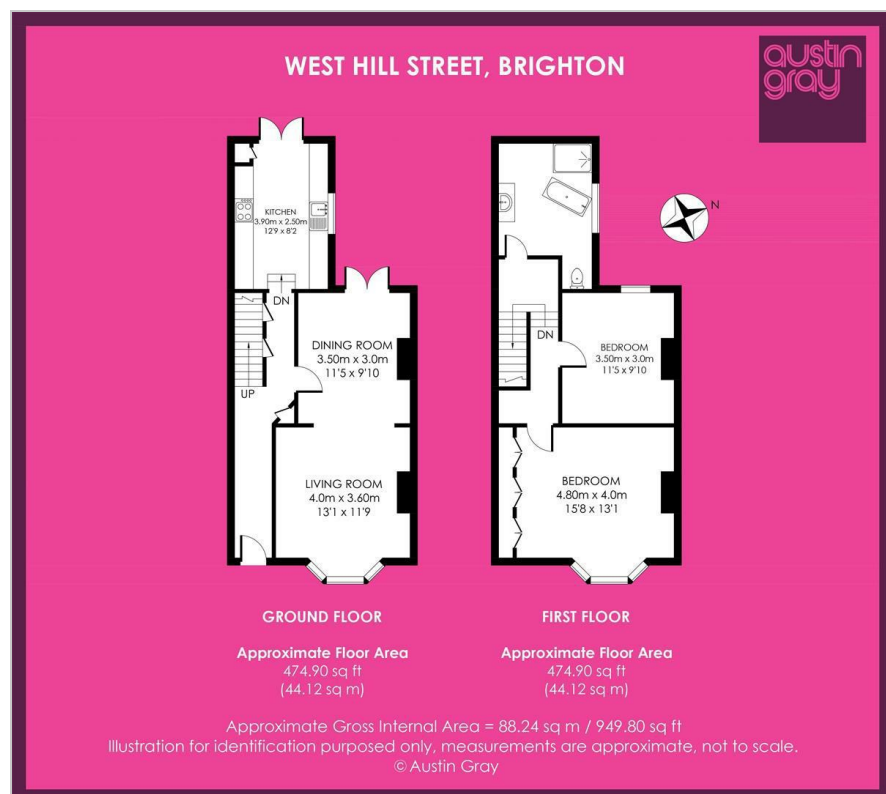 WEST HILL STREET, BRIGHTON
austin
gray
KITCHEN
3.90m x 2.50m
12'9 x 8'2
N
DN
DINING ROOM
3.50m x 3.0m
11'5 x 9'10
UP
LIVING ROOM
4.0m x 3.60m
13'1 x 11'9
DN
BEDROOM
3.50m x 3.0m
11'5 x 9'10
BEDROOM
4.80m x 4.0m
15'8 x 13'1
GROUND FLOOR
Approximate Floor Area
474.90 sq ft
(44.12 sq m)
FIRST FLOOR
Approximate Floor Area
474.90 sq ft
(44.12 sq m)
Approximate Gross Internal Area = 88.24 sq m / 949.80 sq ft
Illustration for identification purposed only, measurements are approximate, not to scale.
© Austin Gray